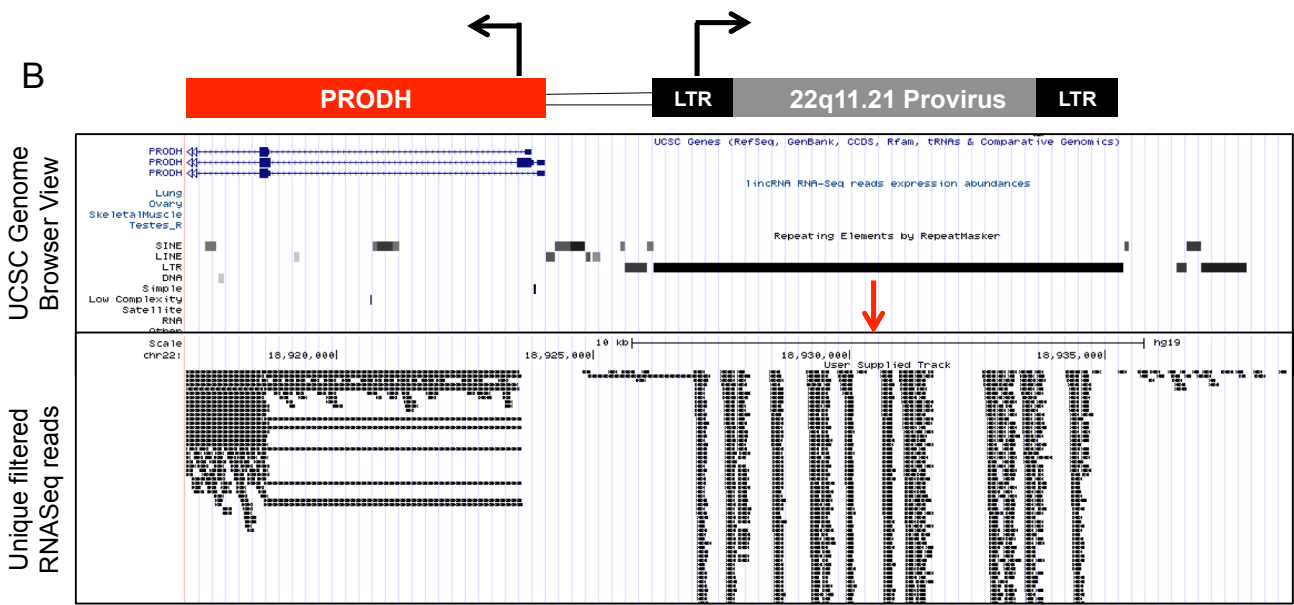 B
PRODH
LTR
22q11.21 Provirus
LTR
UCSC Genome
Browser View
UCSC Genes (RefSeq, GenBank, CCDS, Rfam, tRNAs & Comparative Genomics)
PRODH
PRODH
PRODH
lincRNA RNA-Seq reads expression abundances
Lung
Ovary
SkeletalMuscle
Testes_R
Repeating Elements by RepeatMasker
SINE
LINE
LTR
DNA
Simple
Low Complexity
Satellite
RNA
Other
Scale
10 kb
hg19
chr22:
18,920,000
18,925,000
18,930,000
18,935,000
User Supplied Track
Unique filtered
RNASeq reads